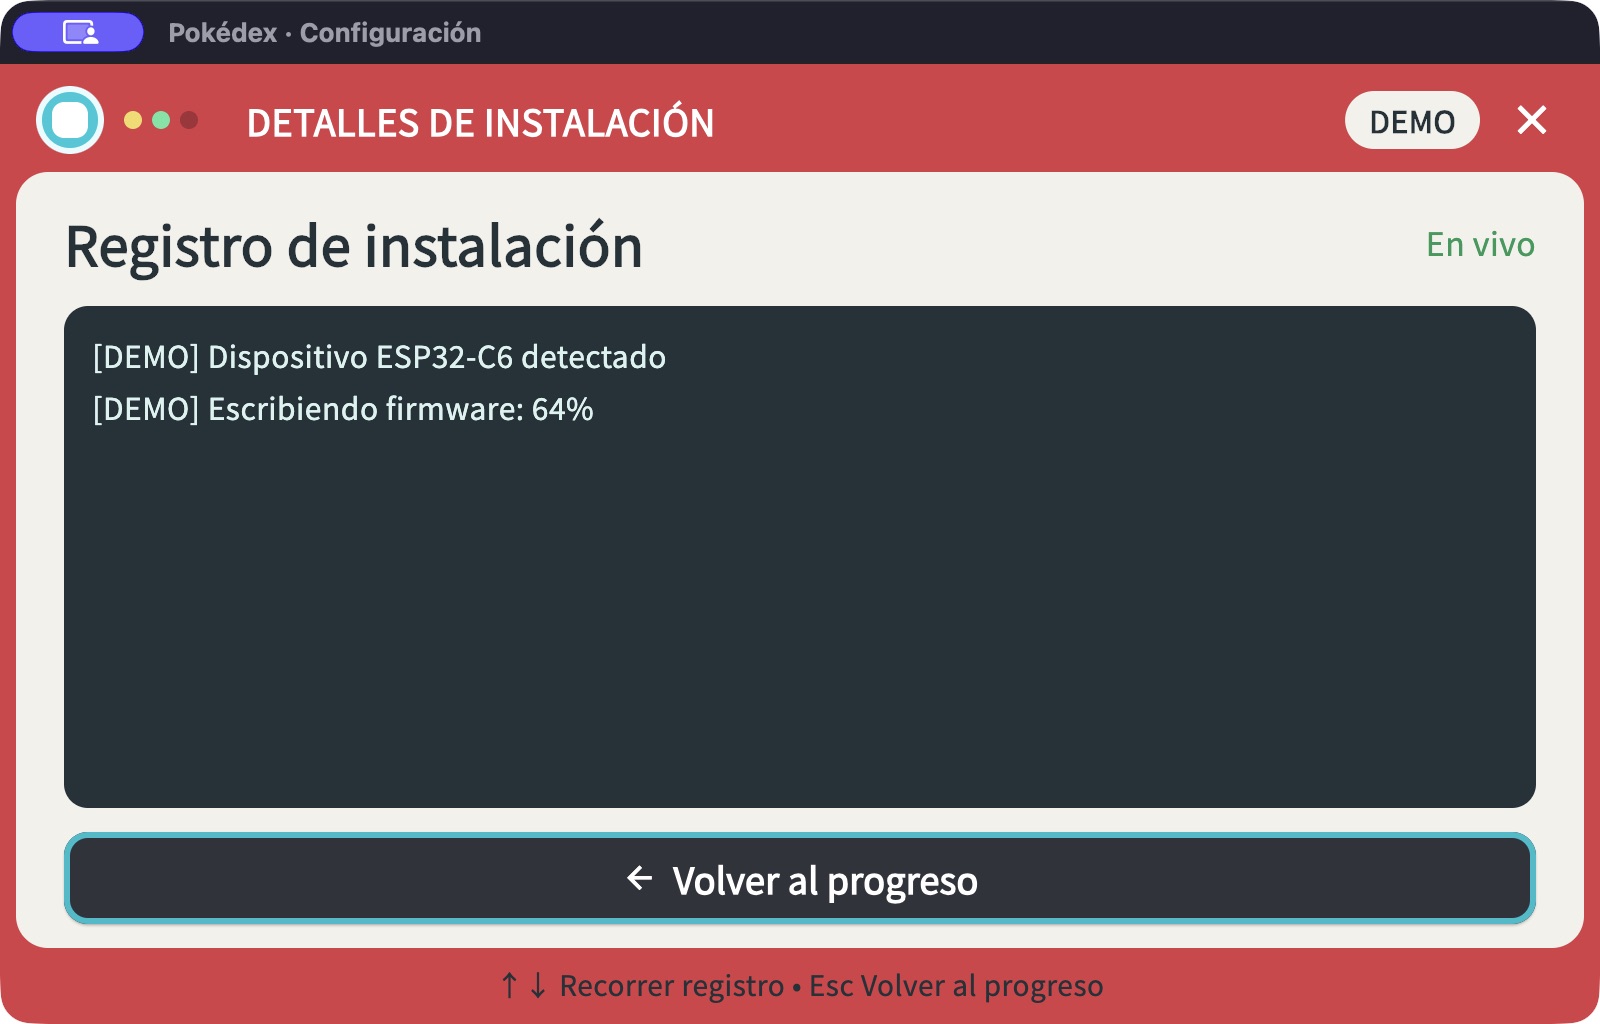 Pokédex · Configuración
DETALLES DE INSTALACIÓN
DEMO
Registro de instalación
En vivo
[DEMO] Dispositivo ESP32-C6 detectado
[DEMO] Escribiendo firmware: 64%
← Volver al progreso
↑ ↓ Recorrer registro • Esc Volver al progreso